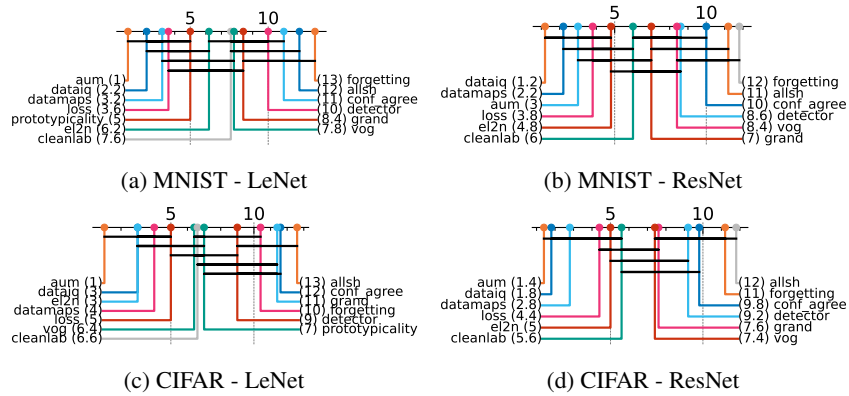 5 10
aum (1) (13) forgetting
dataiq (2.2) (12) allsh
datamaps (3.2) (11) conf_agree
loss (3.6) (10) detector
prototypicality (5) (8.4) grand
el2n (6.2) (7.8) vog
cleanlab (7.6)
(a) MNIST - LeNet
5 10
dataiq (1.2) (12) forgetting
datamaps (2.2) (11) allsh
aum (3) (10) conf_agree
loss (3.8) (8.6) detector
el2n (4.8) (8.4) vog
cleanlab (6) (7) grand
(b) MNIST - ResNet
5 10
aum (1) (13) allsh
dataiq (3) (12) conf_agree
el2n (3) (11) grand
datamaps (4) (10) forgetting
loss (5) (9) detector
vog (6.4) (7) prototypicality
cleanlab (6.6)
(c) CIFAR - LeNet
5 10
aum (1.4) (12) allsh
dataiq (1.8) (11) forgetting
datamaps (2.8) (9.8) conf_agree
loss (4.4) (9.2) detector
el2n (5) (7.6) grand
cleanlab (5.6) (7.4) vog
(d) CIFAR - ResNet